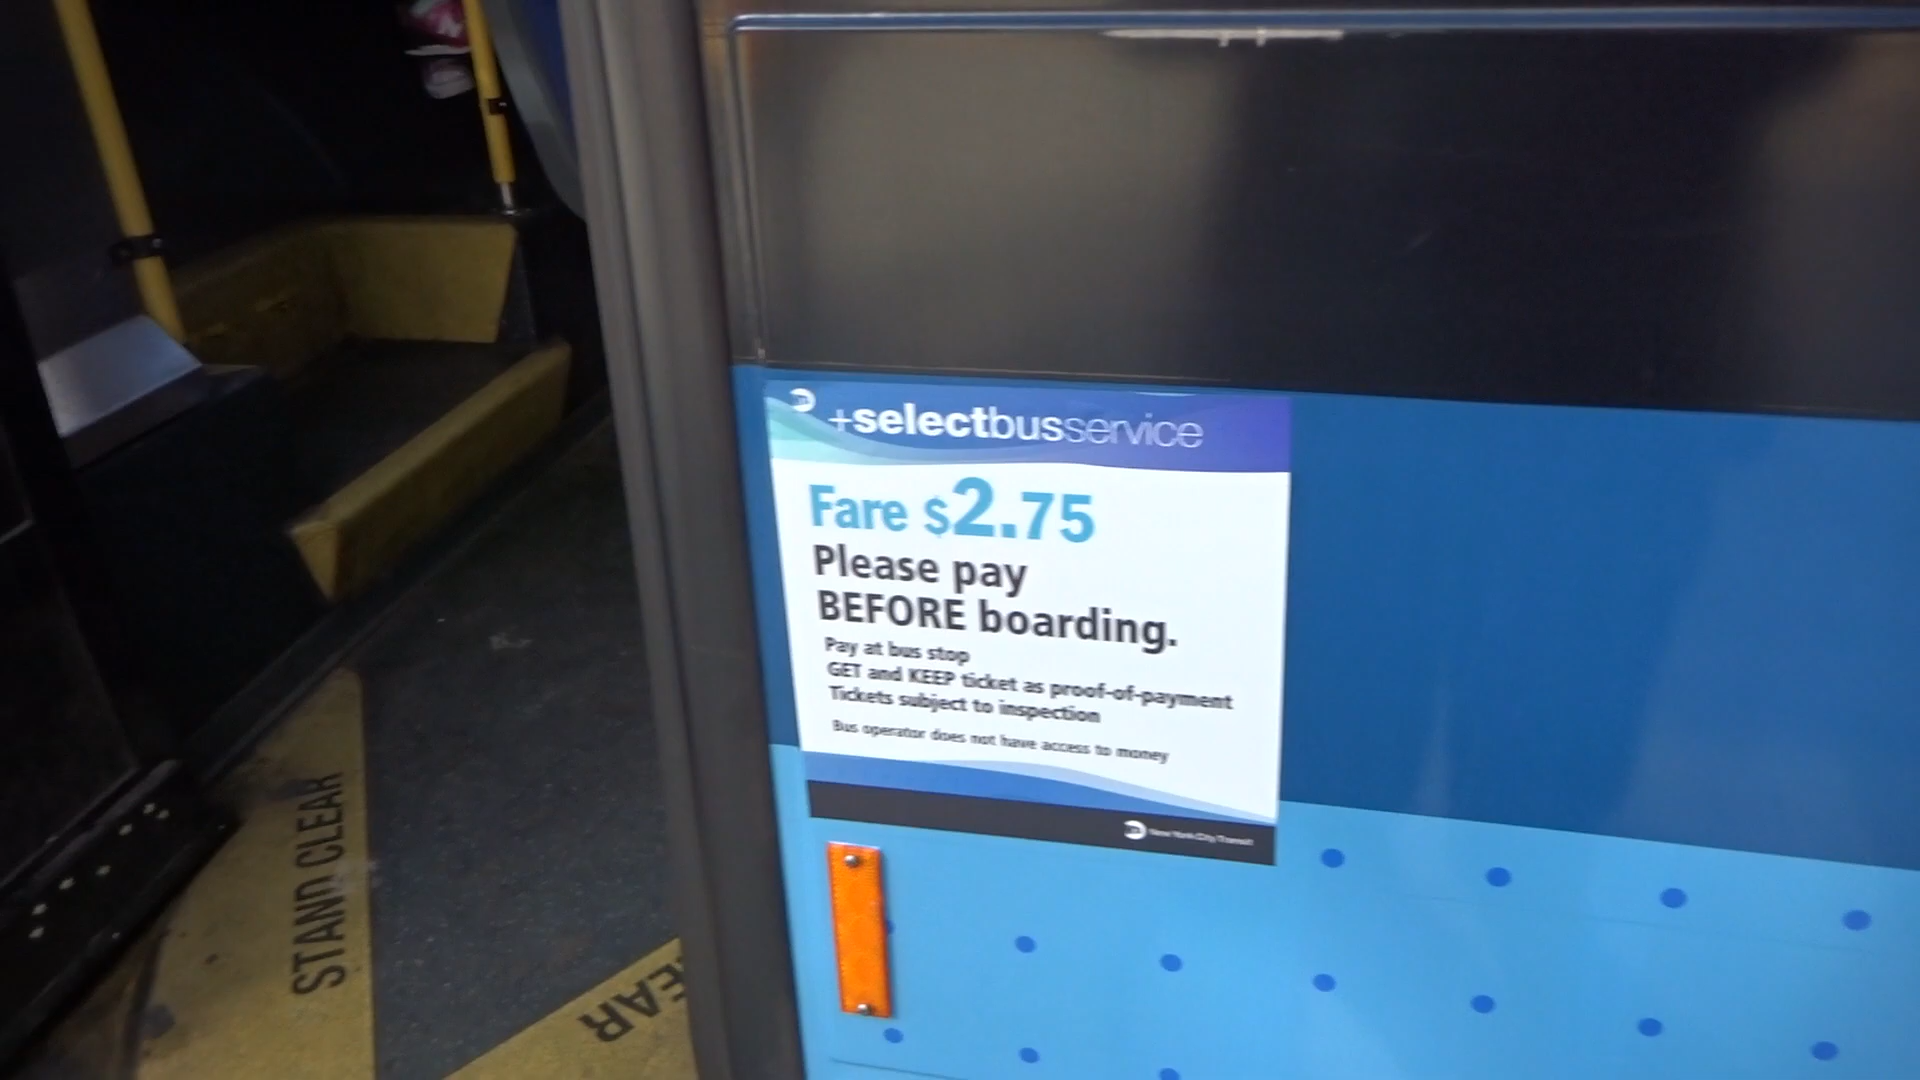 +selectbusservice
Fare $2.75
Please pay
BEFORE boarding.
Pay at bus stop
GET and KEEP ticket as proof-of-payment
Tickets subject to inspection
Bus operator does not have access to money
New York City Transit
STAND CLEAR
EAR